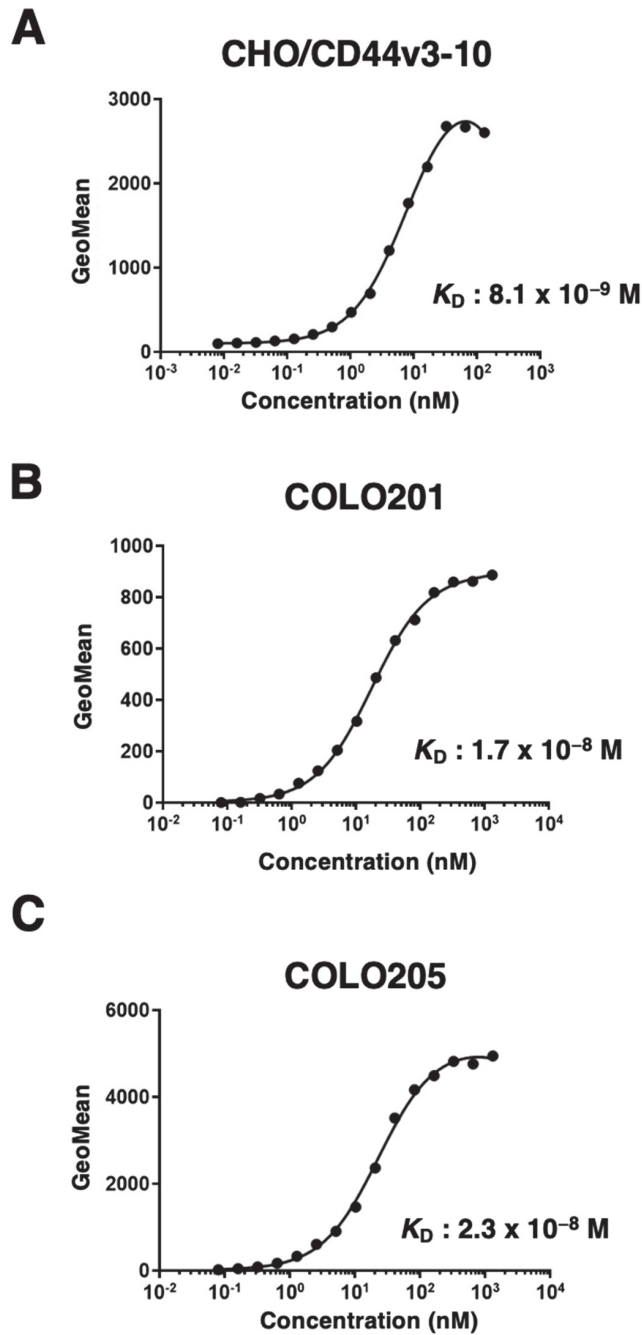 A
CHO/CD44v3-10
3000
2000
1000
0
GeoMean
K_D : 8.1 x 10⁻⁹ M
10⁻³ 10⁻² 10⁻¹ 10⁰ 10¹ 10² 10³
Concentration (nM)
B
COLO201
1000
800
600
400
200
0
GeoMean
K_D : 1.7 x 10⁻⁸ M
10⁻² 10⁻¹ 10⁰ 10¹ 10² 10³ 10⁴
Concentration (nM)
C
COLO205
6000
4000
2000
0
GeoMean
K_D : 2.3 x 10⁻⁸ M
10⁻² 10⁻¹ 10⁰ 10¹ 10² 10³ 10⁴
Concentration (nM)